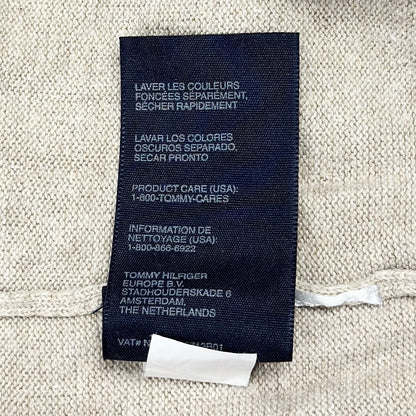 LAVER LES COULEURS
FONCÉES SÉPARÉMENT,
SÉCHER RAPIDEMENT
LAVAR LOS COLORES
OSCUROS SEPARADO,
SECAR PRONTO
PRODUCT CARE (USA):
1-800-TOMMY-CARES
INFORMATION DE
NETTOYAGE (USA):
1-800-866-6922
TOMMY HILFIGER
EUROPE B.V.
STADHOUDERSKADE 6
AMSTERDAM,
THE NETHERLANDS
VAT#